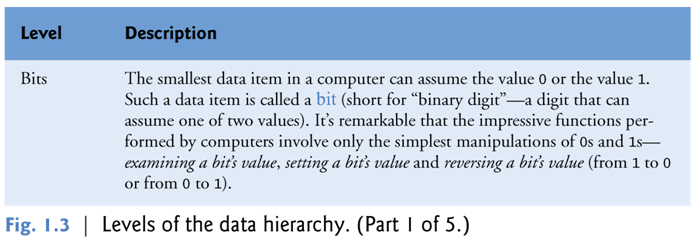 Level Description
Bits The smallest data item in a computer can assume the value 0 or the value 1.
Such a data item is called a bit (short for “binary digit”—a digit that can
assume one of two values). It’s remarkable that the impressive functions per-
formed by computers involve only the simplest manipulations of 0s and 1s—
examining a bit’s value, setting a bit’s value and reversing a bit’s value (from 1 to 0
or from 0 to 1).
Fig. 1.3 | Levels of the data hierarchy. (Part 1 of 5.)